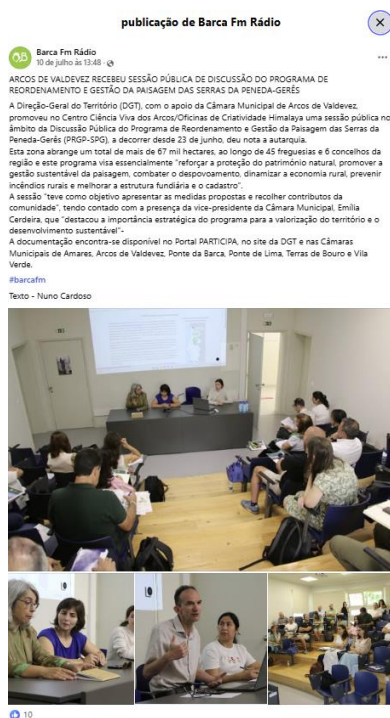 publicação de Barca Fm Rádio
Barca Fm Rádio
10 de julho às 13:48 ·
ARCOS DE VALDEVEZ RECEBEU SESSÃO PÚBLICA DE DISCUSSÃO DO PROGRAMA DE
REORDENAMENTO E GESTÃO DA PAISAGEM DAS SERRAS DA PENEDA-GERÊS
A Direção-Geral do Território (DGT), com o apoio da Câmara Municipal de Arcos de Valdevez,
promoveu no Centro Ciência Viva dos Arcos/Oficinas de Criatividade Himalaya uma sessão pública no
âmbito da Discussão Pública do Programa de Reordenamento e Gestão da Paisagem das Serras da
Peneda-Gerês (PRGP-SPG), a decorrer desde 23 de junho, deu nota a autarquia.
Esta zona abrange um total de mais de 67 mil hectares, ao longo de 45 freguesias e 6 concelhos da
região e este programa visa essencialmente "reforçar a proteção do património natural, promover a
gestão sustentável da paisagem, combater o despovoamento, dinamizar a economia rural, prevenir
incêndios rurais e melhorar a estrutura fundiária e o cadastro".
A sessão "teve como objetivo apresentar as medidas propostas e recolher contributos da
comunidade", tendo contado com a presença da vice-presidente da Câmara Municipal, Emília
Cerdeira, que "destacou a importância estratégica do programa para a valorização do território e o
desenvolvimento sustentável"-
A documentação encontra-se disponível no Portal PARTICIPA, no site da DGT e nas Câmaras
Municipais de Amares, Arcos de Valdevez, Ponte da Barca, Ponte de Lima, Terras de Bouro e Vila
Verde.
#barcafm
Texto - Nuno Cardoso
10